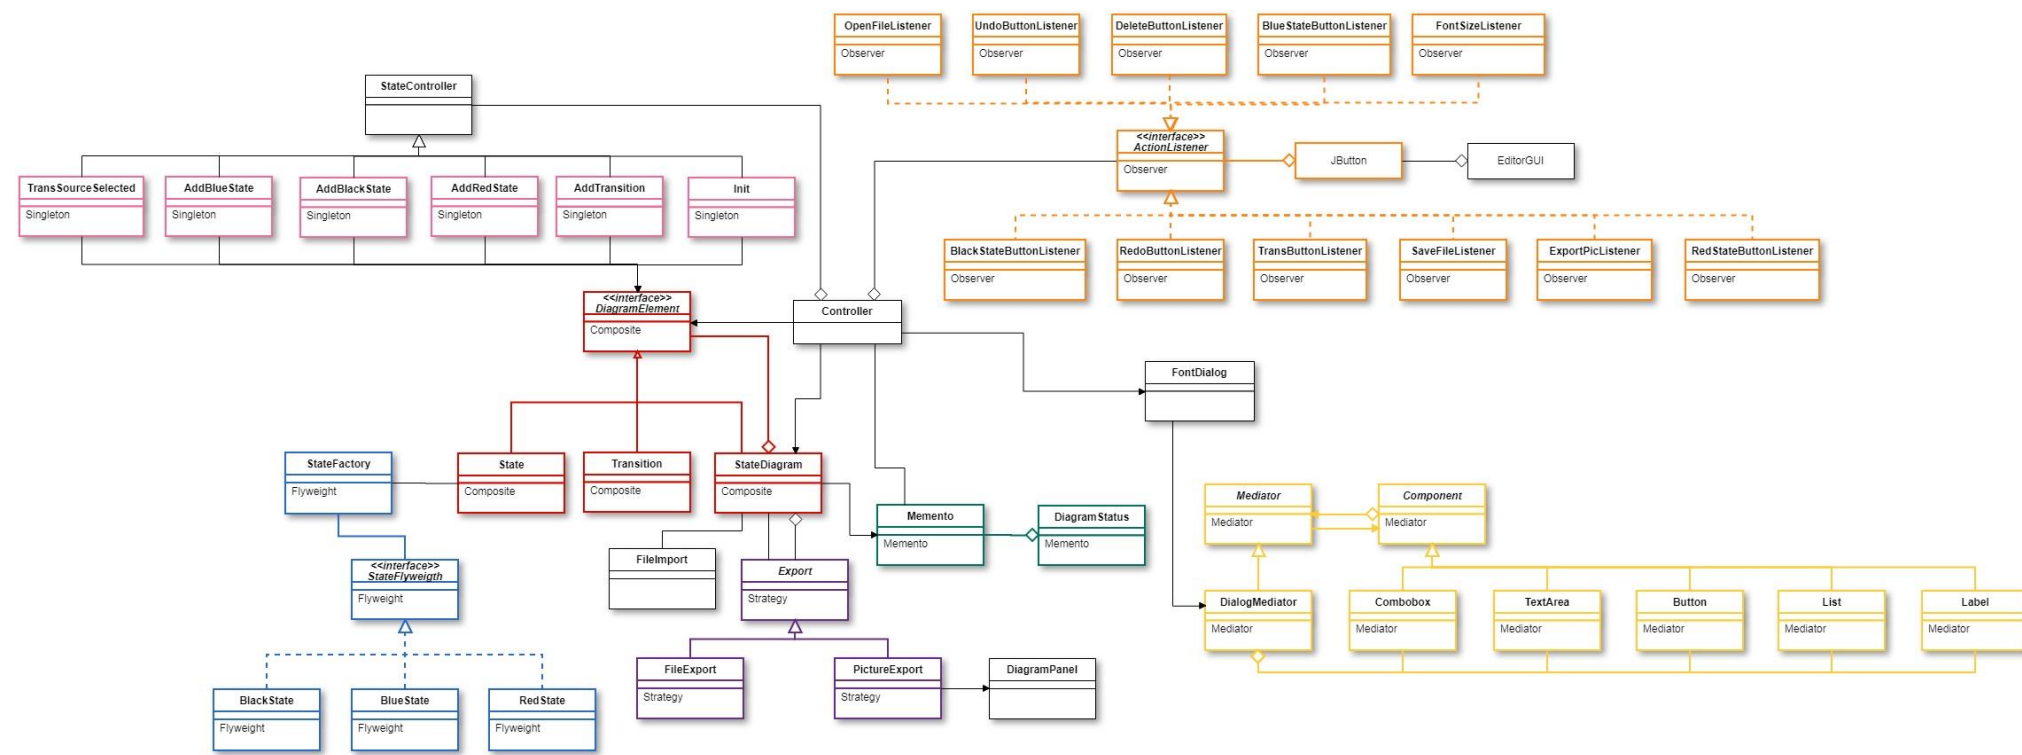 OpenFileListener
Observer
UndoButtonListener
Observer
DeleteButtonListener
Observer
BlueStateButtonListener
Observer
FontSizeListener
Observer
StateController
<<interface>>
ActionListener
Observer
JButton
EditorGUI
TransSourceSelected
Singleton
AddBlueState
Singleton
AddBlackState
Singleton
AddRedState
Singleton
AddTransition
Singleton
Init
Singleton
BlackStateButtonListener
Observer
RedoButtonListener
Observer
TransButtonListener
Observer
SaveFileListener
Observer
ExportPicListener
Observer
RedStateButtonListener
Observer
<<interface>>
DiagramElement
Composite
Controller
FontDialog
StateFactory
Flyweight
State
Composite
Transition
Composite
StateDiagram
Composite
Memento
Memento
DiagramStatus
Memento
Mediator
Mediator
Component
Mediator
<<interface>>
StateFlyweigth
Flyweight
FileImport
Export
Strategy
DialogMediator
Mediator
Combobox
Mediator
TextArea
Mediator
Button
Mediator
List
Mediator
Label
Mediator
FileExport
Strategy
PictureExport
Strategy
DiagramPanel
BlackState
Flyweight
BlueState
Flyweight
RedState
Flyweight